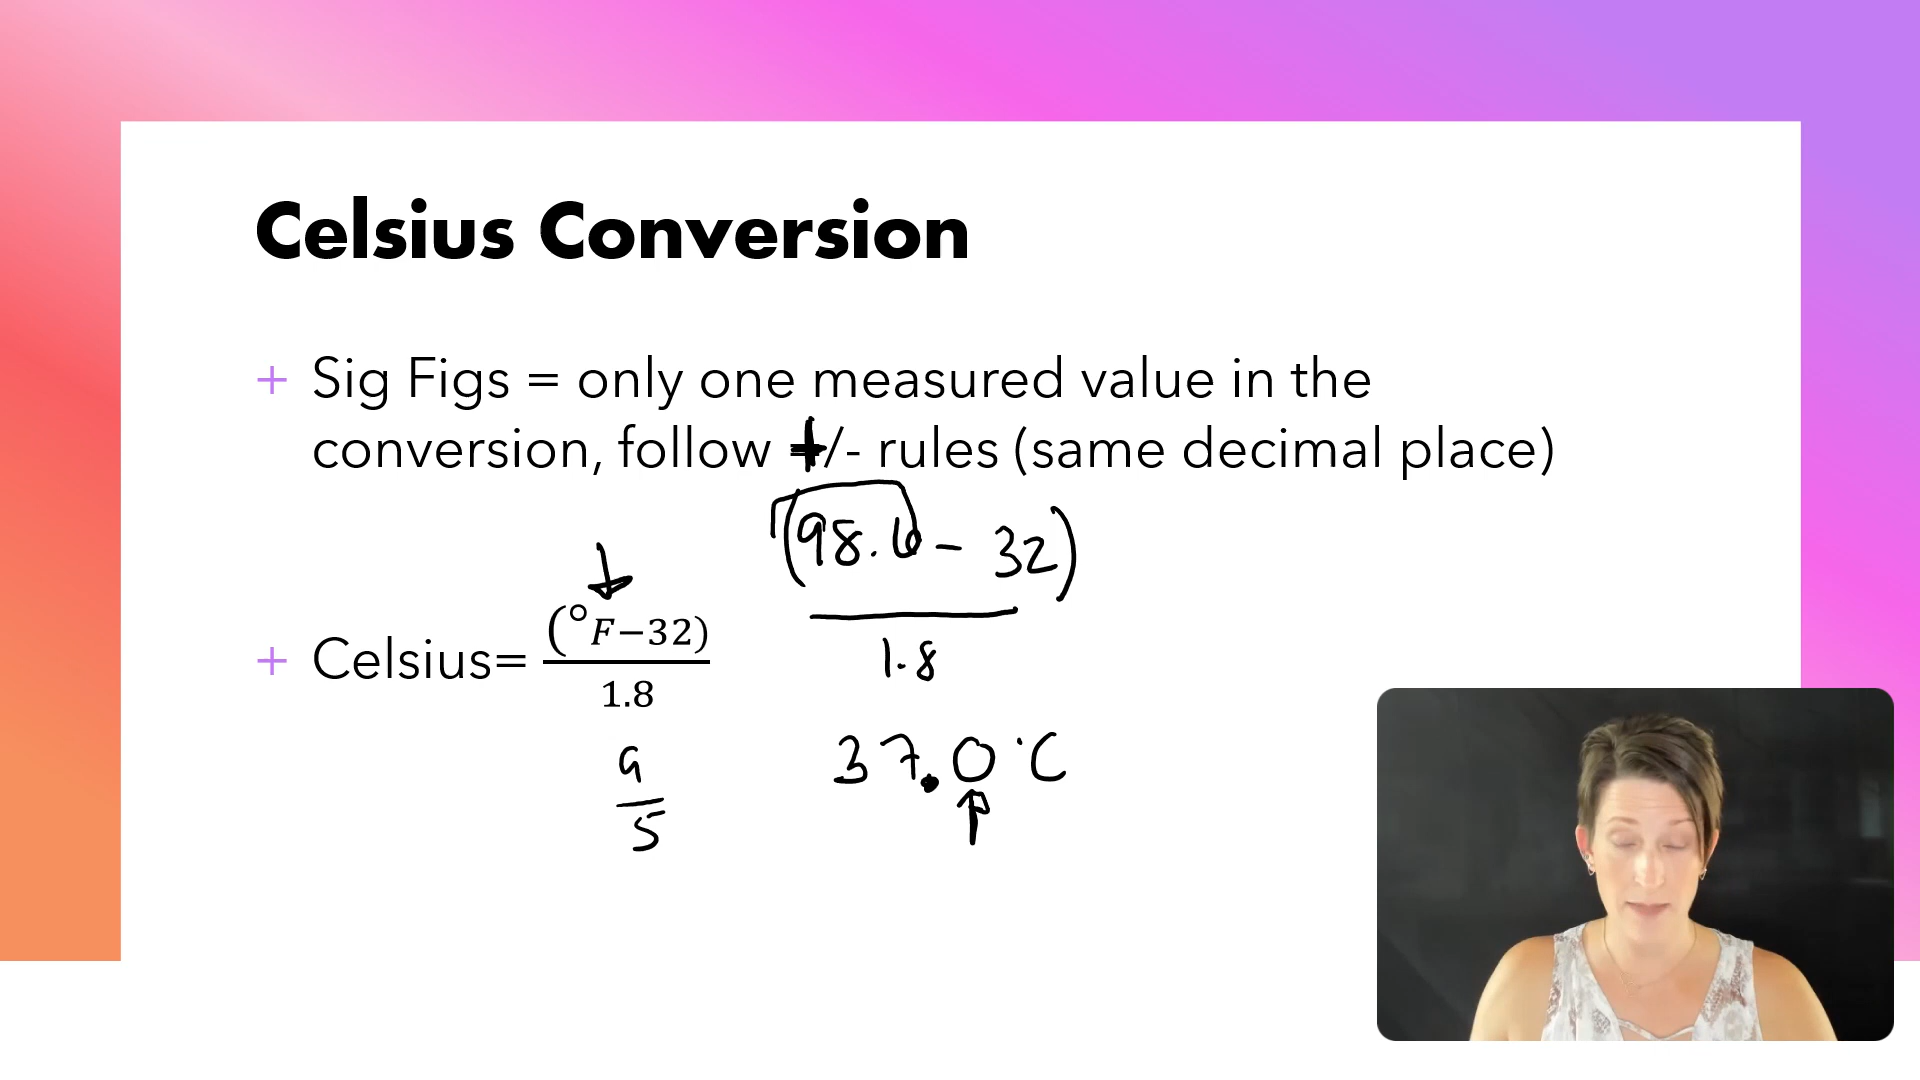 Celsius Conversion
+ Sig Figs = only one measured value in the
conversion, follow +/- rules (same decimal place)
(98.6 - 32)
1.8
+ Celsius= (°F−32)
1.8
9
5
37.0 °C